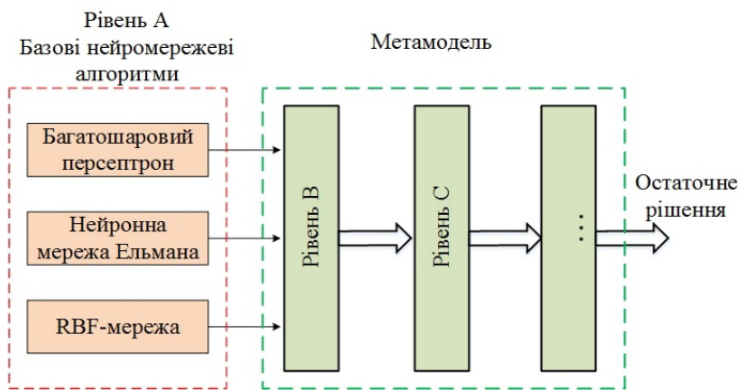 Рівень А
Базові нейромережеві
алгоритми
Метамодель
Багатошаровий
персептрон
Нейронна
мережа Ельмана
RBF-мережа
Рівень В
Рівень С
...
Остаточне
рішення